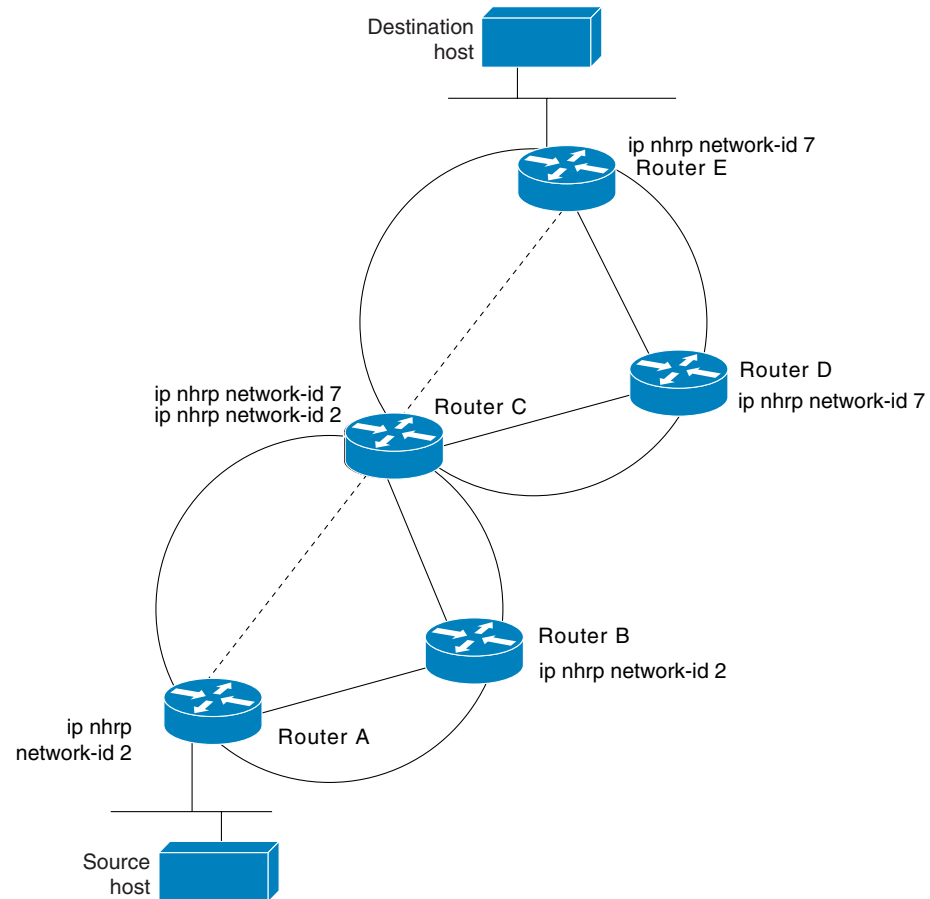 Destination
host
ip nhrp network-id 7
Router E
Router D
ip nhrp network-id 7
ip nhrp network-id 7
ip nhrp network-id 2
Router C
Router B
ip nhrp network-id 2
ip nhrp
network-id 2
Router A
Source
host